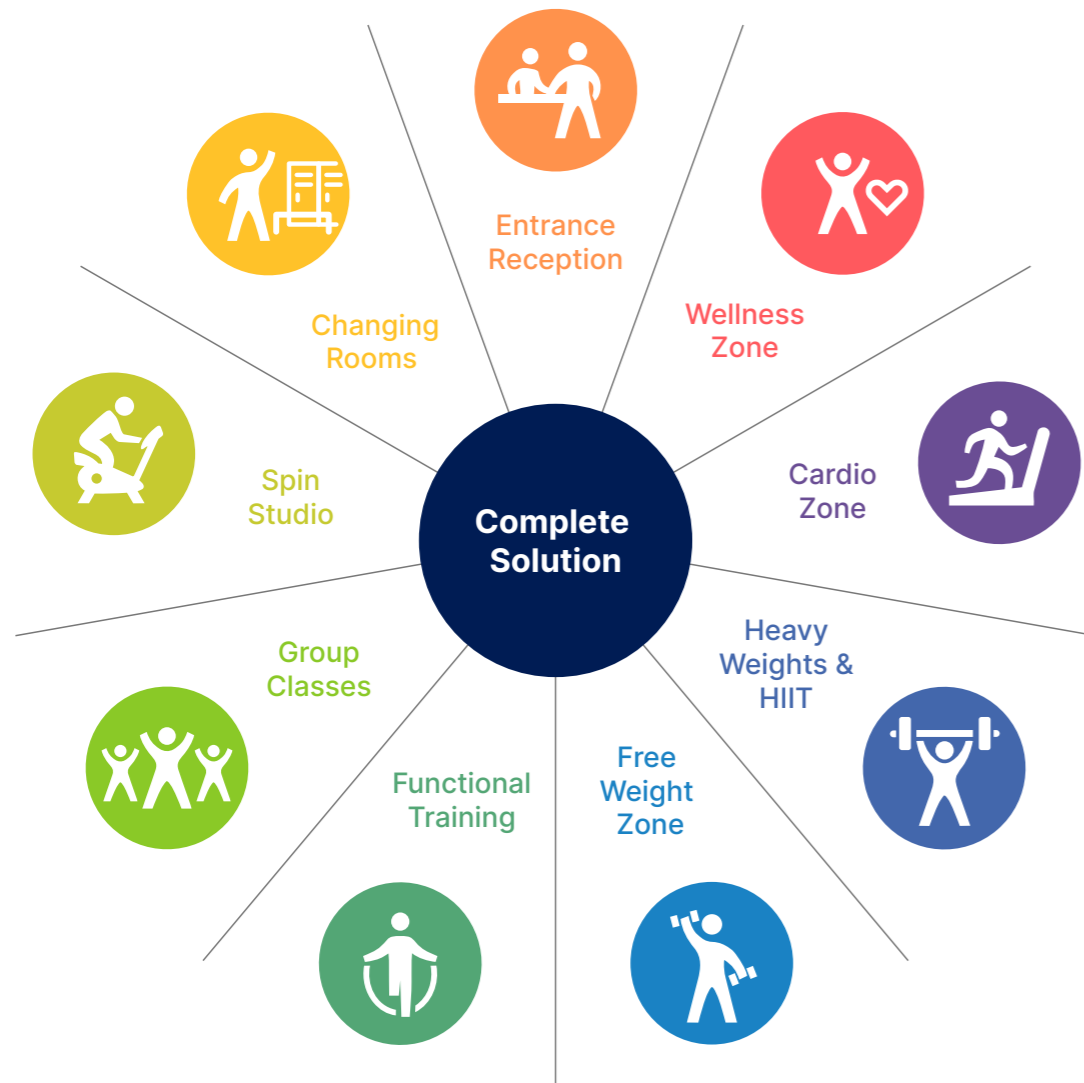 Entrance
Reception
Wellness
Zone
Cardio
Zone
Heavy
Weights &
HIIT
Free
Weight
Zone
Functional
Training
Group
Classes
Spin
Studio
Changing
Rooms
Complete
Solution